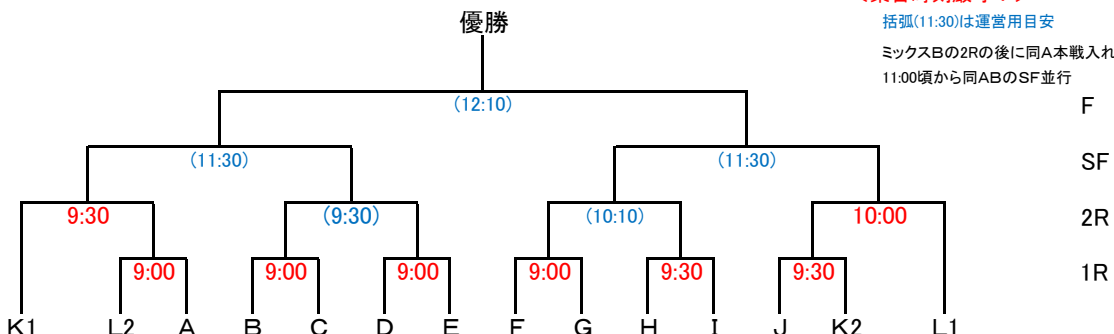 優勝
括弧(11:30)は運営用目安
ミックスBの2Rの後に同A本戦入れ
11:00頃から同ABのSF並行
(12:10)
F
(11:30) (11:30)
SF
9:30 (9:30) (10:10) 10:00
2R
9:00 9:00 9:00 9:00 9:30 9:30
1R
K1 L2 A B C D E F G H I J K2 L1